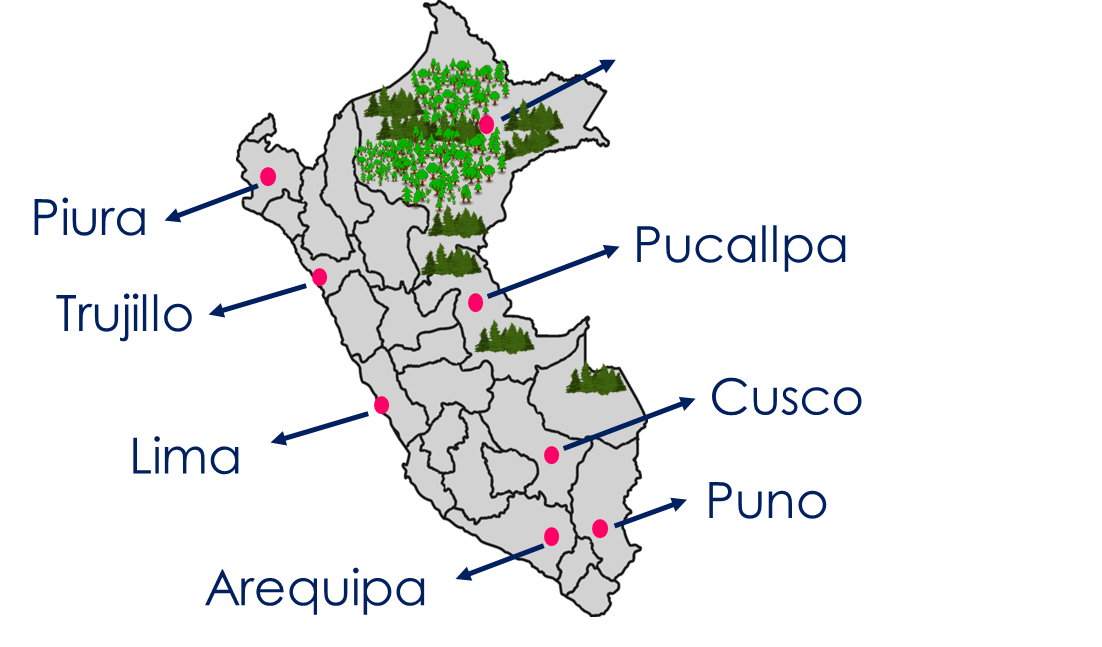 Piura
Pucallpa
Trujillo
Cusco
Lima
Puno
Arequipa